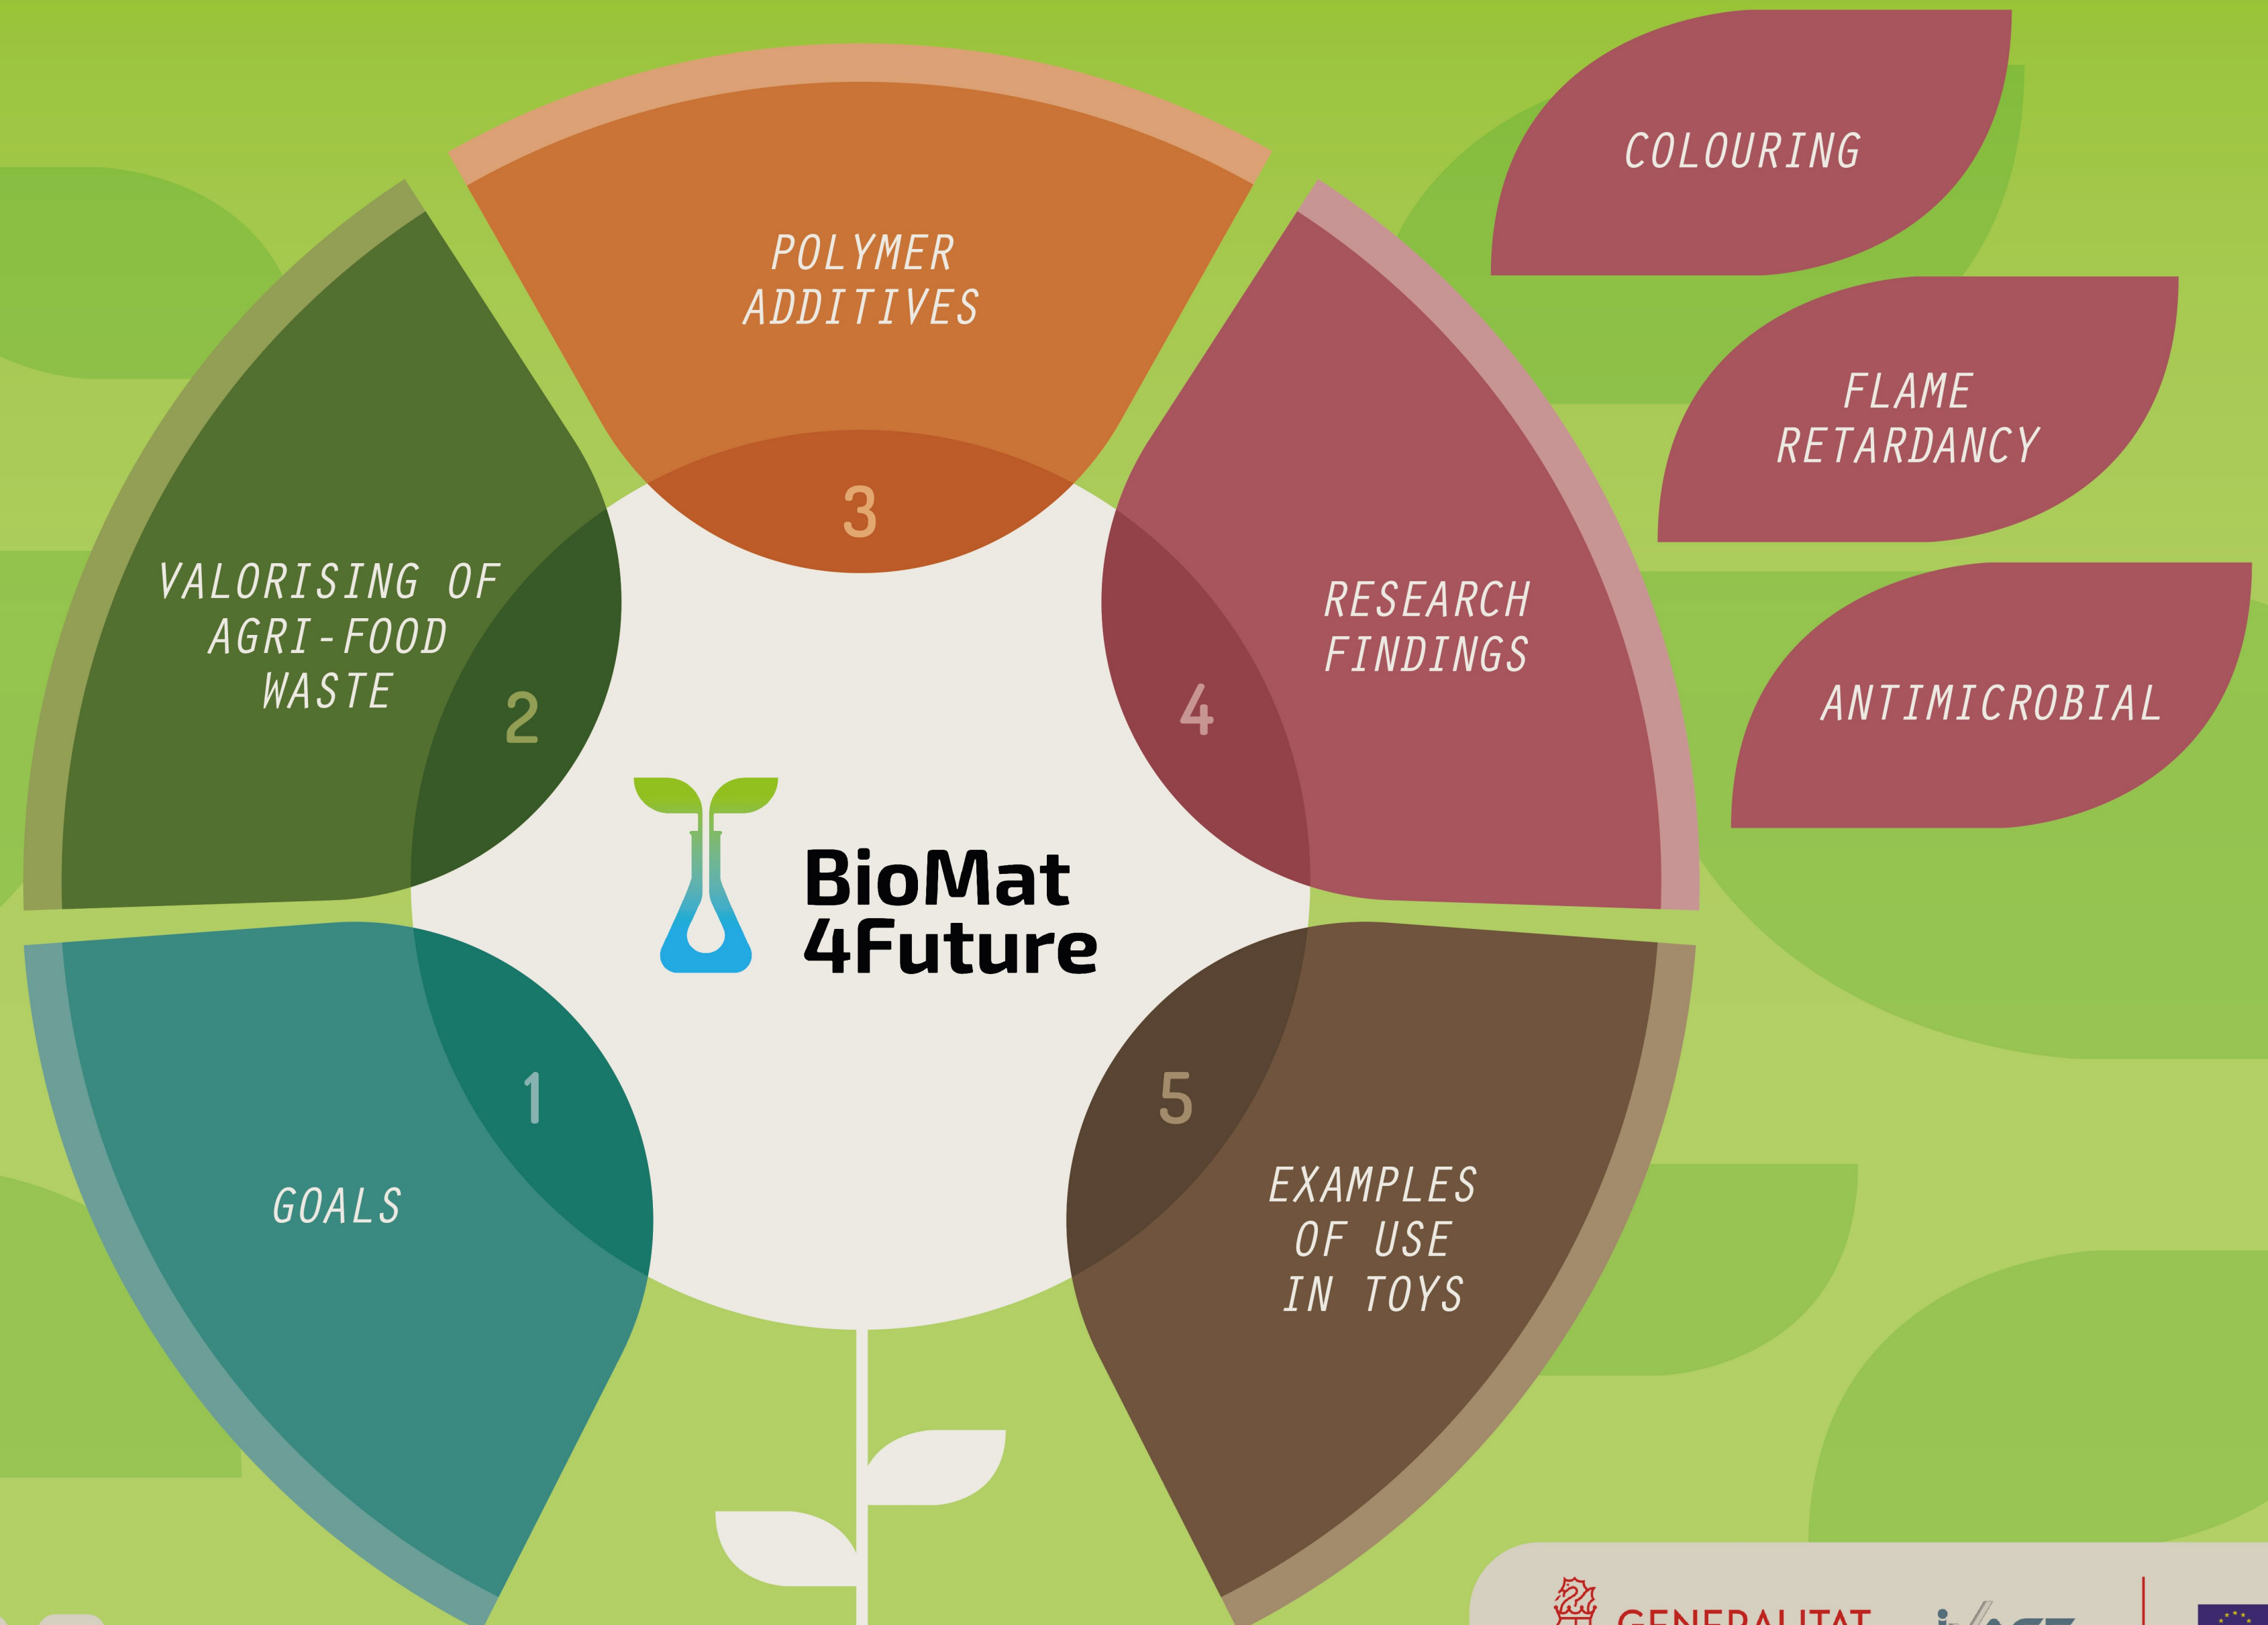 COLOURING
POLYMER
ADDITIVES
FLAME
RETARDANCY
3
VALORISING OF
AGRI-FOOD
WASTE
2
RESEARCH
FINDINGS
4
ANTIMICROBIAL
BioMat
4Future
1
GOALS
5
EXAMPLES
OF USE
IN TOYS
GENERALITAT